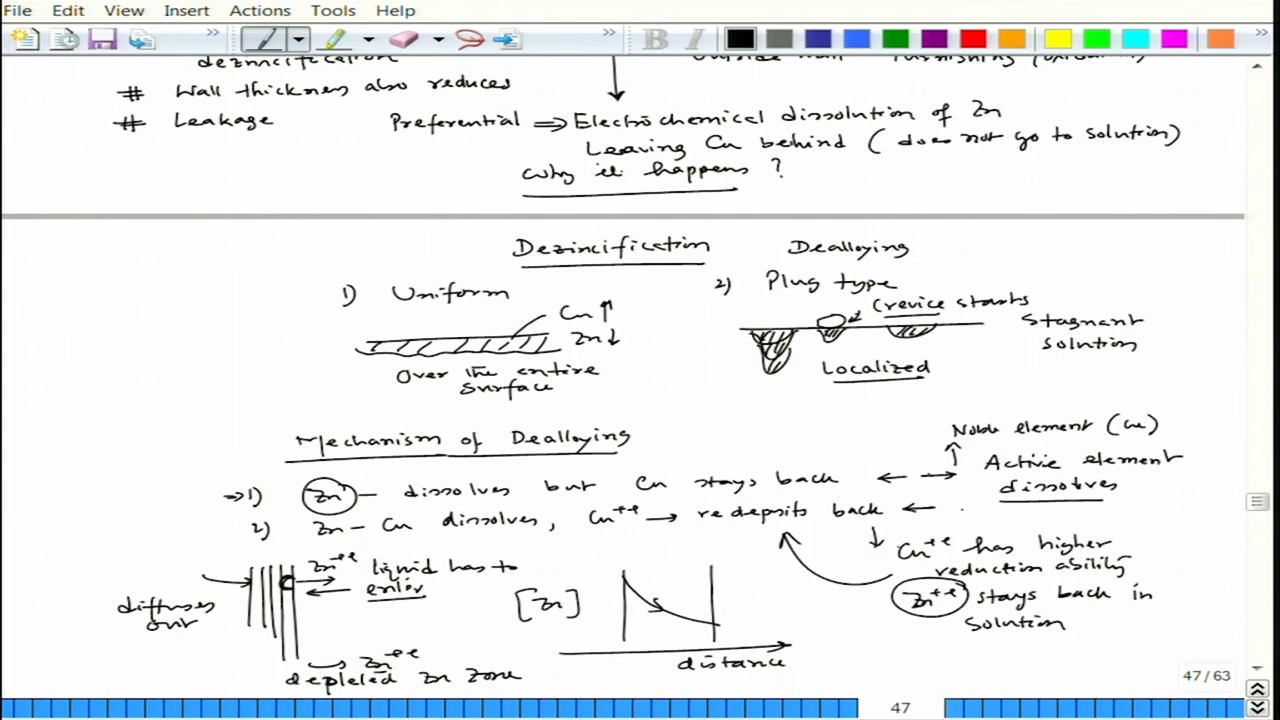 File Edit View Insert Actions Tools Help
B I
dezincification
# Wall thickness also reduces
# Leakage
Preferential ⇒ Electrochemical dissolution of Zn
Leaving Cu behind (does not go to solution)
Why it happens ?
Dezincification Dealloying
1) Uniform
Cu ↑
Zn ↓
Over the entire
surface
2) Plug type
Crevice starts
Stagnant
solution
Localized
Mechanism of Dealloying
Noble element (Cu)
⇒ 1) Zn - dissolves but Cu stays back ← → Active element
dissolves
2) Zn - Cu dissolves, Cu++ → redeposits back ←
Cu++ has higher
reduction ability
Zn++ stays back in
solution
Zn++ liquid has to
enter
diffuses
out
→ Zn++
depleted Zn zone
[Zn]
distance
47/63
47